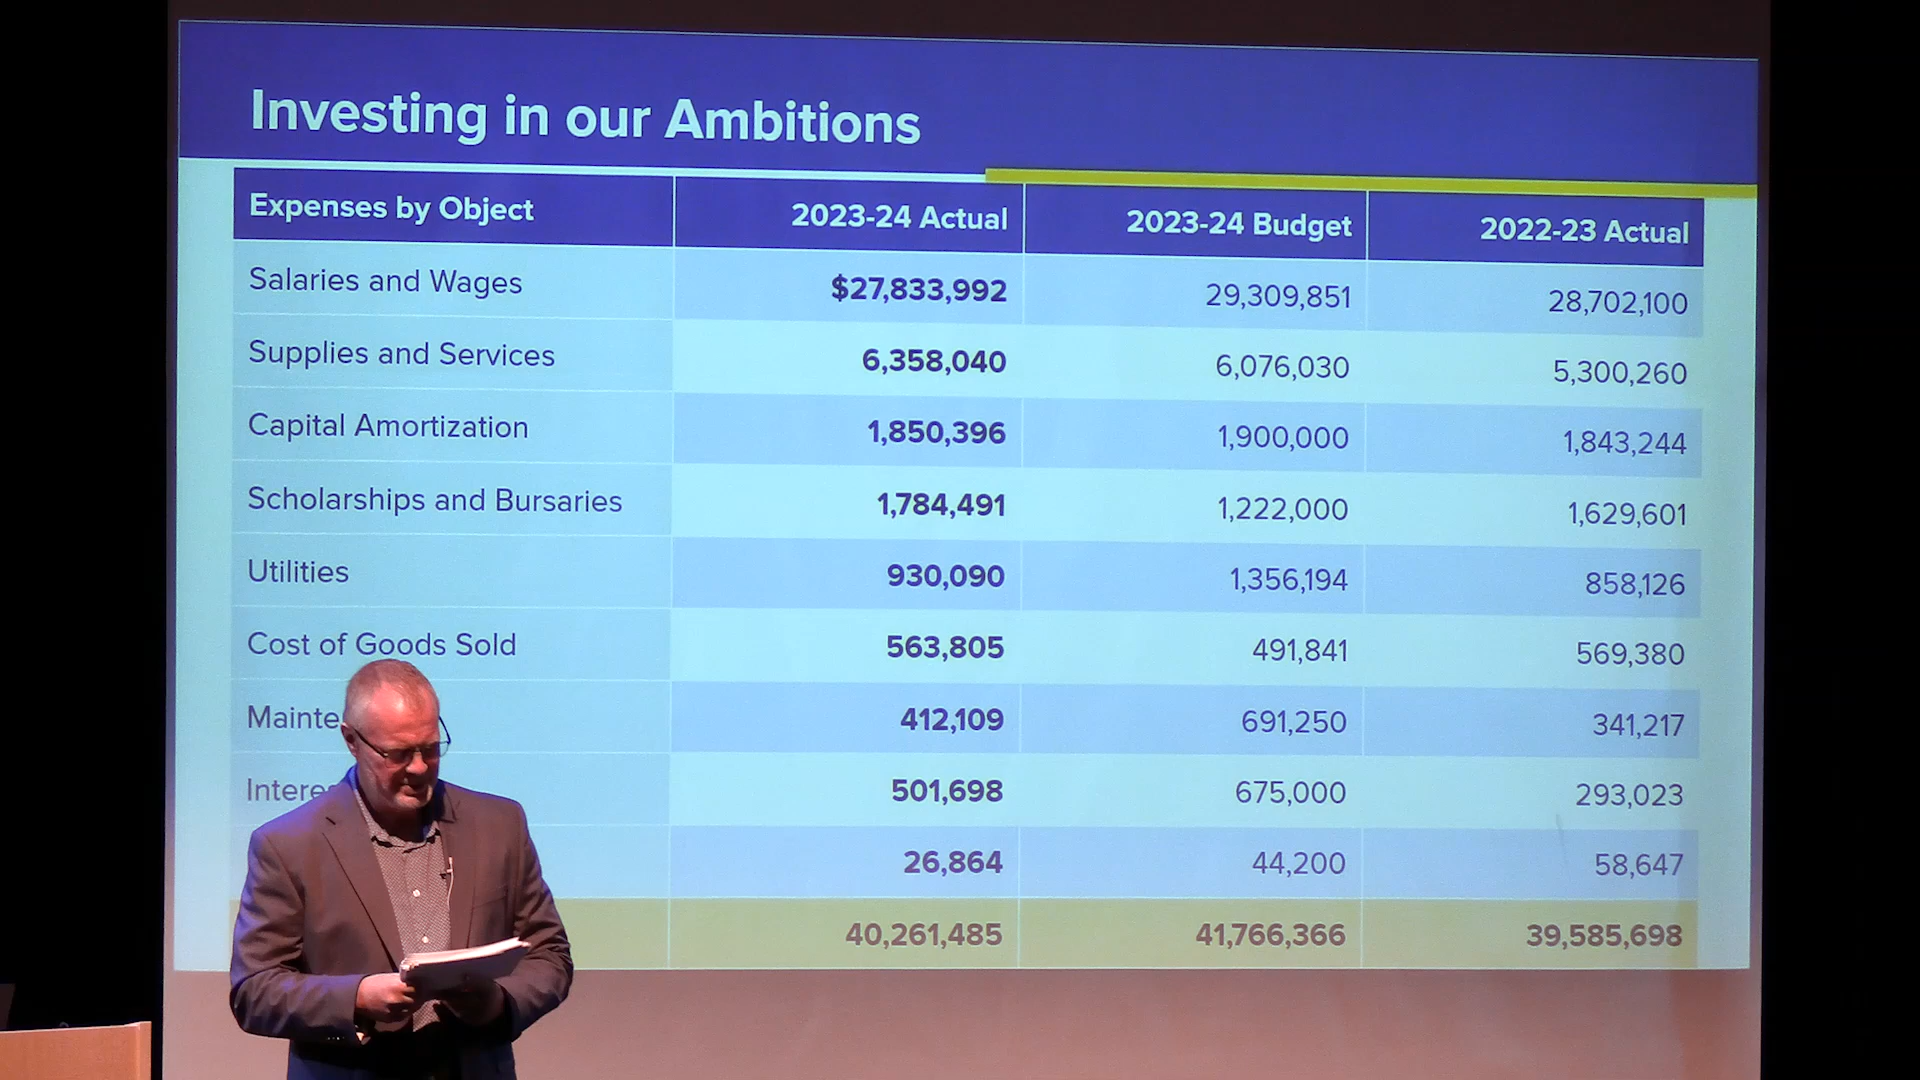 Investing in our Ambitions
Expenses by Object 2023-24 Actual 2023-24 Budget 2022-23 Actual
Salaries and Wages $27,833,992 29,309,851 28,702,100
Supplies and Services 6,358,040 6,076,030 5,300,260
Capital Amortization 1,850,396 1,900,000 1,843,244
Scholarships and Bursaries 1,784,491 1,222,000 1,629,601
Utilities 930,090 1,356,194 858,126
Cost of Goods Sold 563,805 491,841 569,380
412,109 691,250 341,217
501,698 675,000 293,023
26,864 44,200 58,647
40,261,485 41,766,366 39,585,698